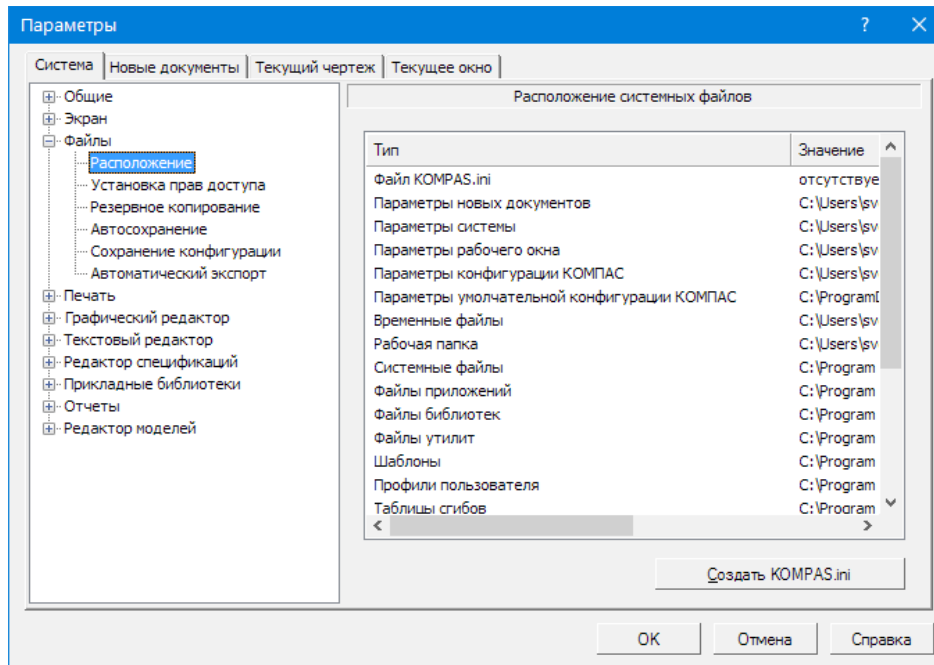 Параметры
Система Новые документы Текущий чертеж Текущее окно
Общие
Экран
Файлы
Расположение
Установка прав доступа
Резервное копирование
Автосохранение
Сохранение конфигурации
Автоматический экспорт
Печать
Графический редактор
Текстовый редактор
Редактор спецификаций
Прикладные библиотеки
Отчеты
Редактор моделей
Расположение системных файлов
Тип Значение
Файл KOMPAS.ini отсутствуе
Параметры новых документов C:\Users\sv
Параметры системы C:\Users\sv
Параметры рабочего окна C:\Users\sv
Параметры конфигурации КОМПАС C:\Users\sv
Параметры умолчательной конфигурации КОМПАС C:\ProgramD
Временные файлы C:\Users\sv
Рабочая папка C:\Users\sv
Системные файлы C:\Program
Файлы приложений C:\Program
Файлы библиотек C:\Program
Файлы утилит C:\Program
Шаблоны C:\Program
Профили пользователя C:\Program
Таблицы сгибов C:\Program
Создать KOMPAS.ini
OK Отмена Справка